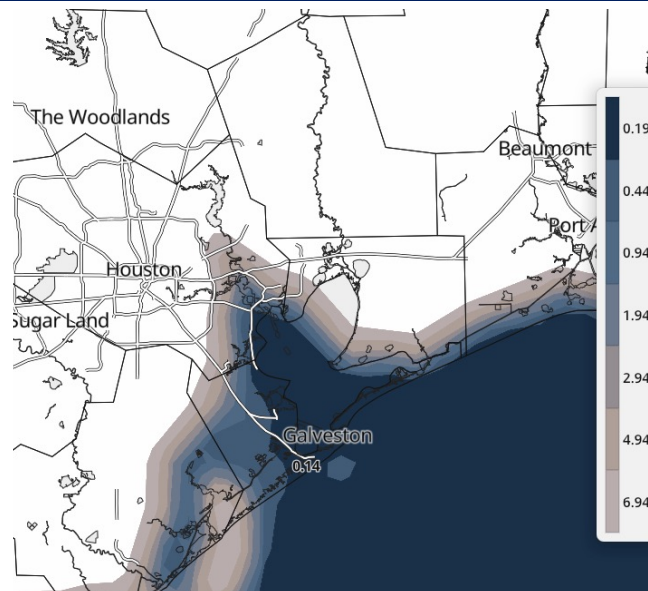 The Woodlands
Beaumont
Port A
Houston
Sugar Land
Galveston
0.14
0.19
0.44
0.94
1.94
2.94
4.94
6.94